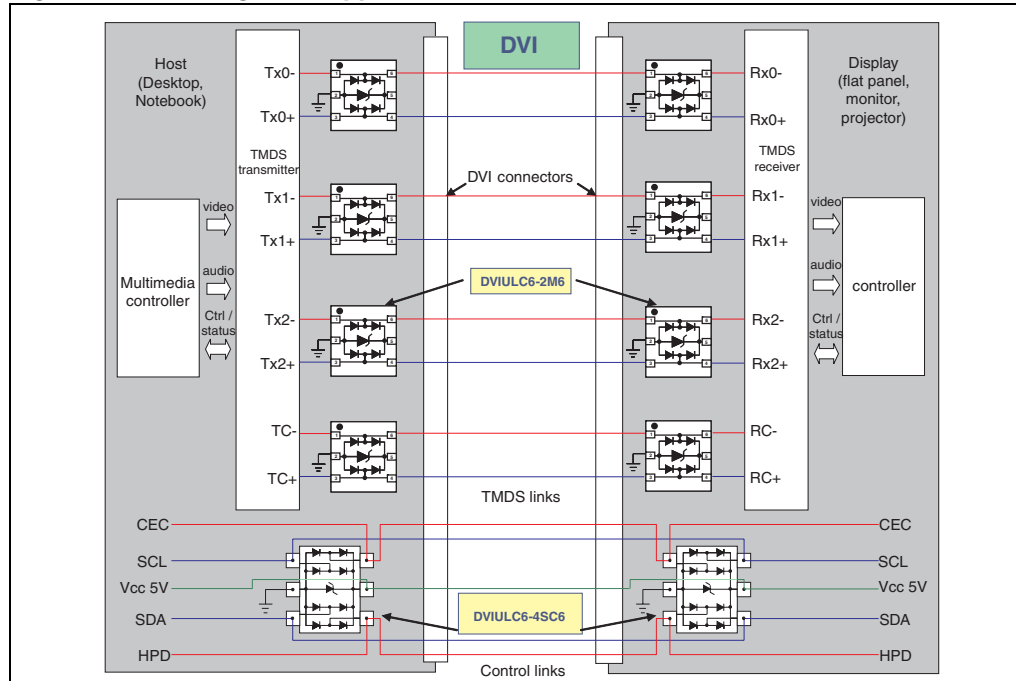 DVI
Host
(Desktop,
Notebook)
Display
(flat panel,
monitor,
projector)
Tx0-
Tx0+
Rx0-
Rx0+
TMDS
transmitter
TMDS
receiver
DVI connectors
Tx1-
Tx1+
Rx1-
Rx1+
video
audio
Ctrl /
status
Multimedia
controller
video
audio
Ctrl /
status
controller
DVIULC6-2M6
Tx2-
Tx2+
Rx2-
Rx2+
TC-
TC+
RC-
RC+
TMDS links
CEC
SCL
Vcc 5V
SDA
HPD
CEC
SCL
Vcc 5V
SDA
HPD
DVIULC6-4SC6
Control links